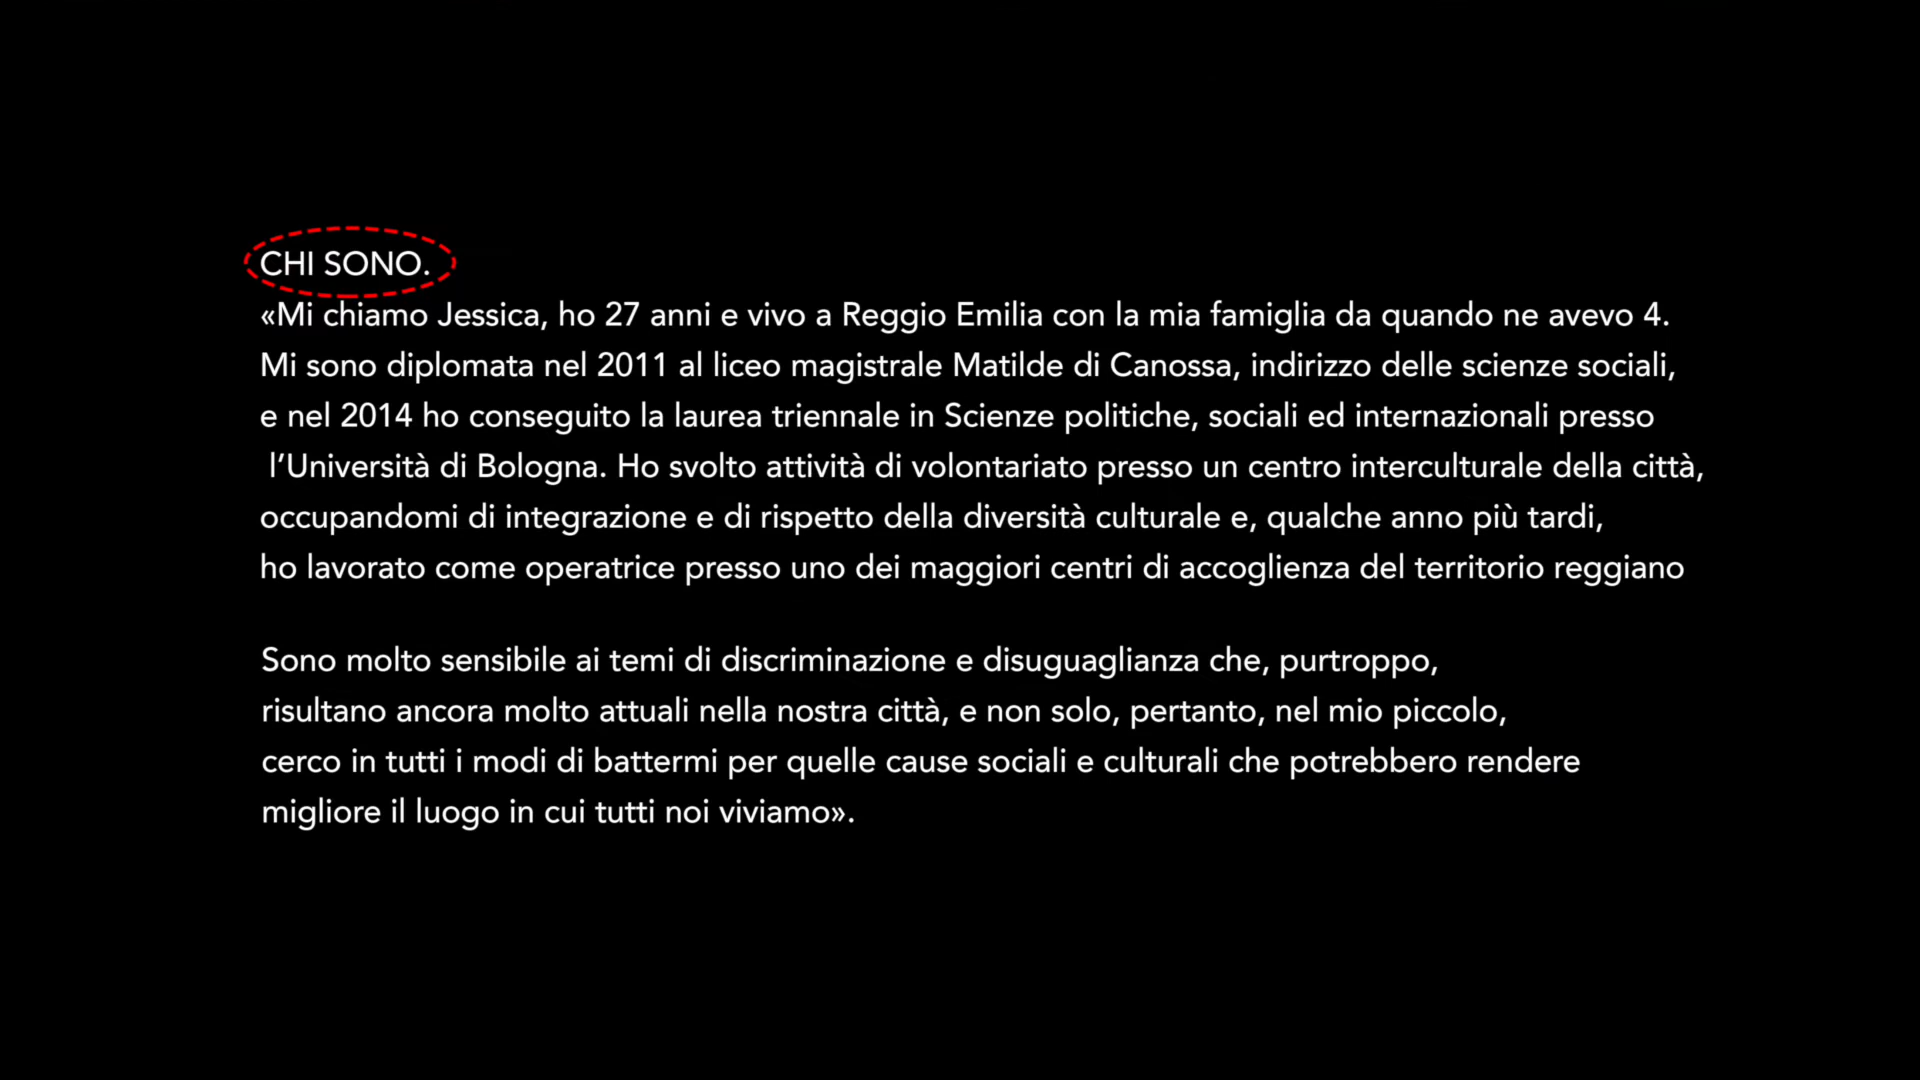 CHI SONO.
«Mi chiamo Jessica, ho 27 anni e vivo a Reggio Emilia con la mia famiglia da quando ne avevo 4.
Mi sono diplomata nel 2011 al liceo magistrale Matilde di Canossa, indirizzo delle scienze sociali,
e nel 2014 ho conseguito la laurea triennale in Scienze politiche, sociali ed internazionali presso
l’Università di Bologna. Ho svolto attività di volontariato presso un centro interculturale della città,
occupandomi di integrazione e di rispetto della diversità culturale e, qualche anno più tardi,
ho lavorato come operatrice presso uno dei maggiori centri di accoglienza del territorio reggiano
Sono molto sensibile ai temi di discriminazione e disuguaglianza che, purtroppo,
risultano ancora molto attuali nella nostra città, e non solo, pertanto, nel mio piccolo,
cerco in tutti i modi di battermi per quelle cause sociali e culturali che potrebbero rendere
migliore il luogo in cui tutti noi viviamo».